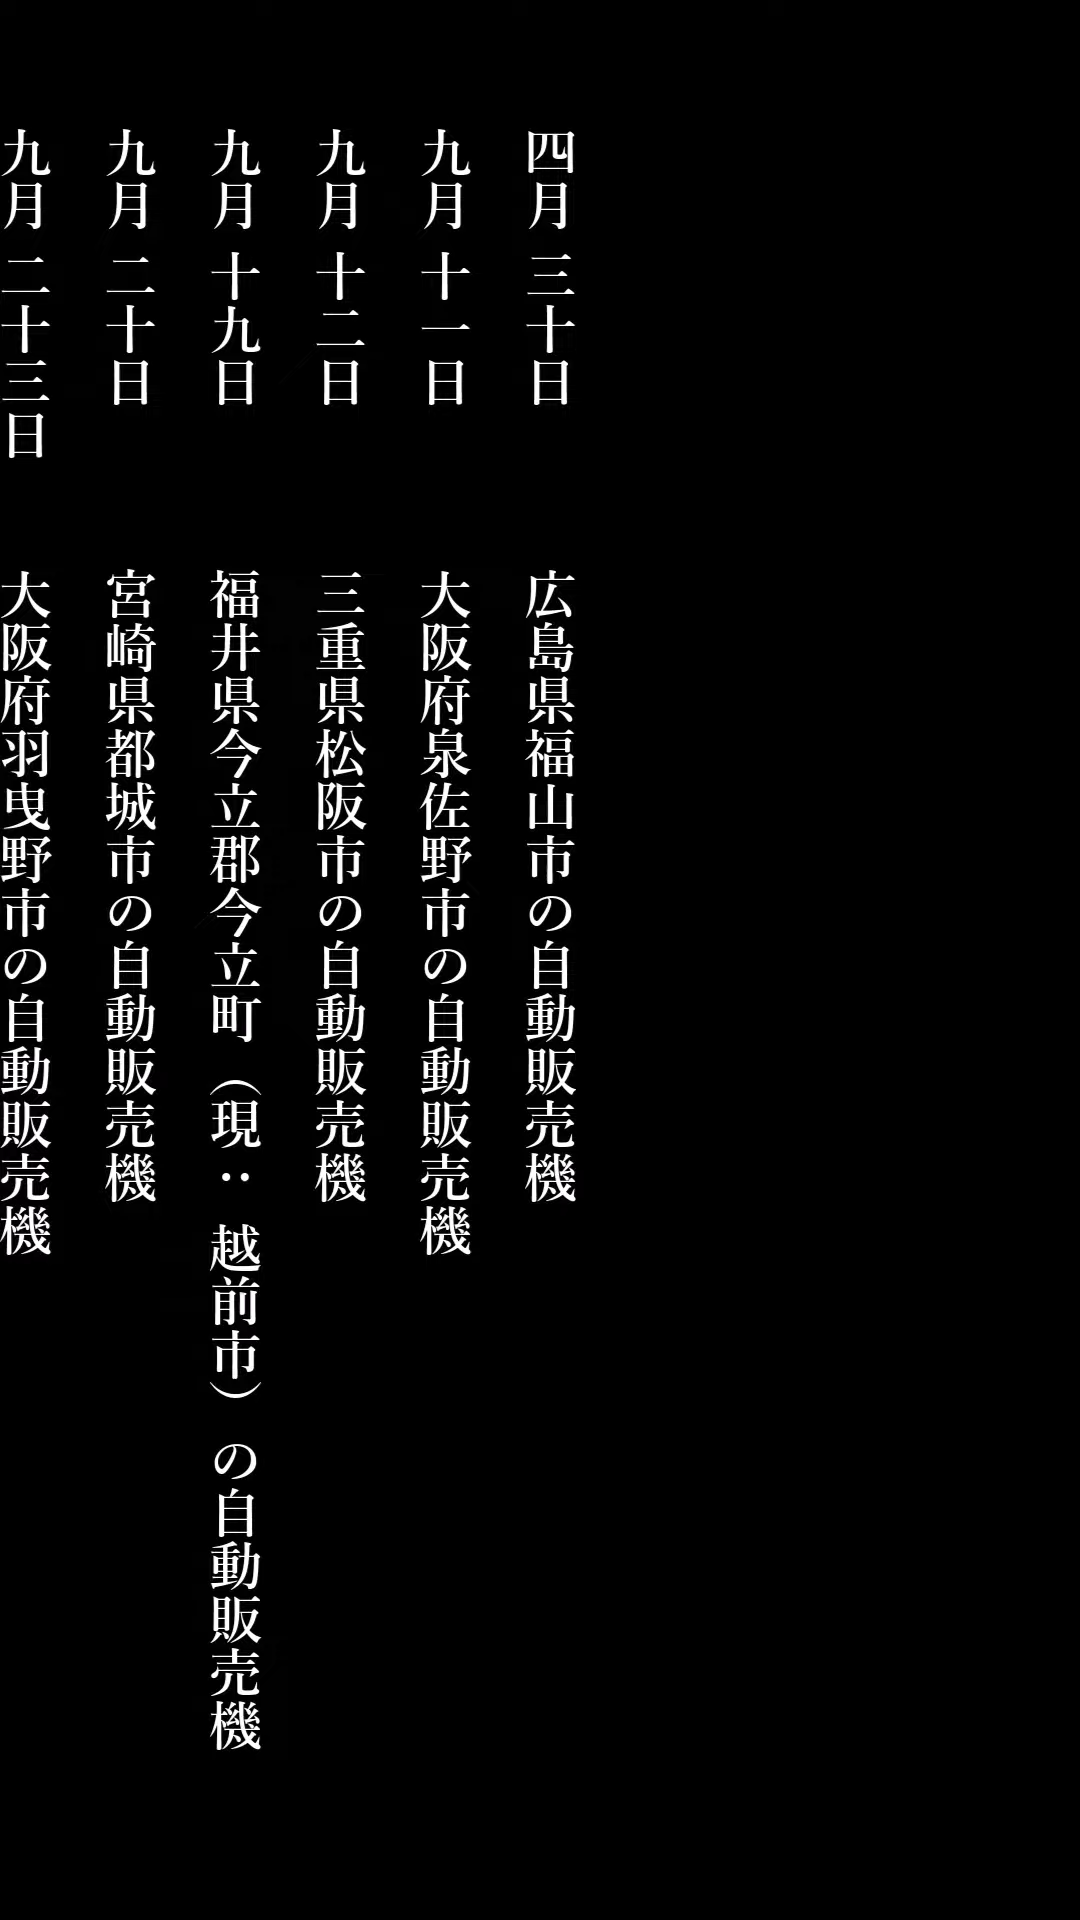 四月 三十日 広島県福山市の自動販売機
九月 十一日 大阪府泉佐野市の自動販売機
九月 十二日 三重県松阪市の自動販売機
九月 十九日 福井県今立郡今立町（現： 越前市）の自動販売機
九月 二十日 宮崎県都城市の自動販売機
九月 二十三日 大阪府羽曳野市の自動販売機